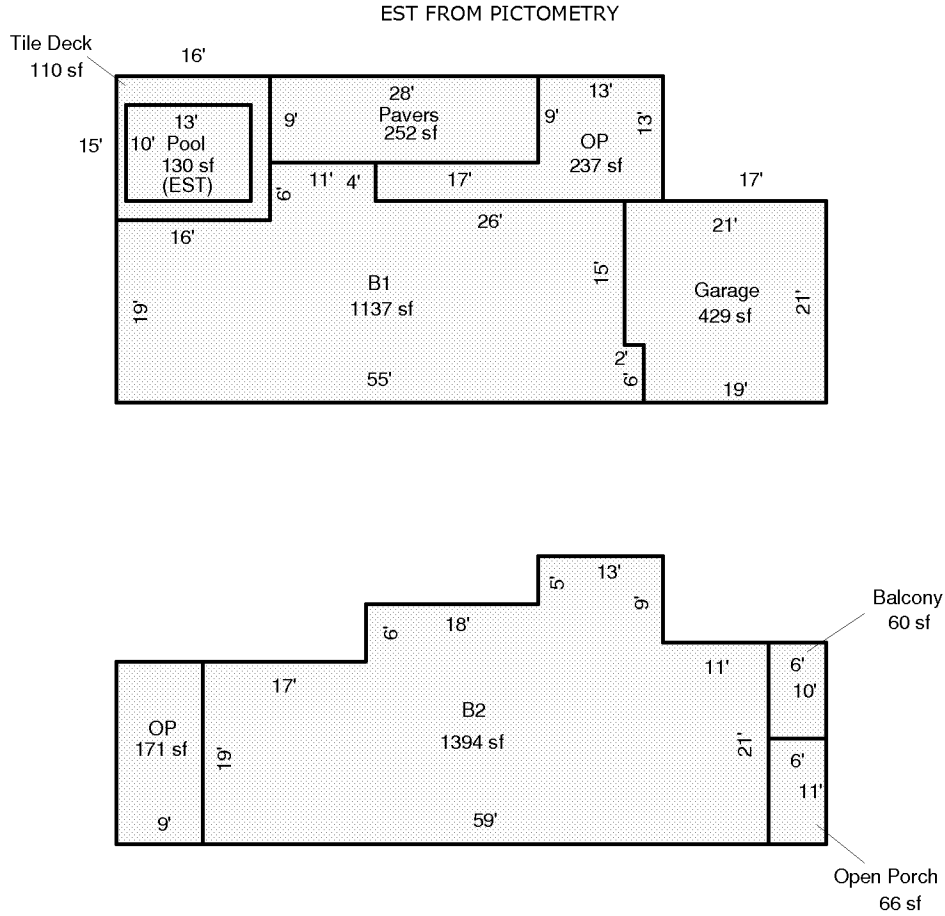 EST FROM PICTOMETRY
Tile Deck
110 sf
16'
15'
13'
10'
Pool
130 sf
(EST)
16'
28'
Pavers
252 sf
9'
9'
13'
13'
OP
237 sf
6'
11'
4'
17'
26'
17'
B1
1137 sf
19'
55'
15'
2'
6'
21'
Garage
429 sf
21'
19'
13'
5'
9'
18'
6'
17'
11'
B2
1394 sf
OP
171 sf
9'
19'
59'
21'
Balcony
60 sf
6'
10'
6'
11'
Open Porch
66 sf